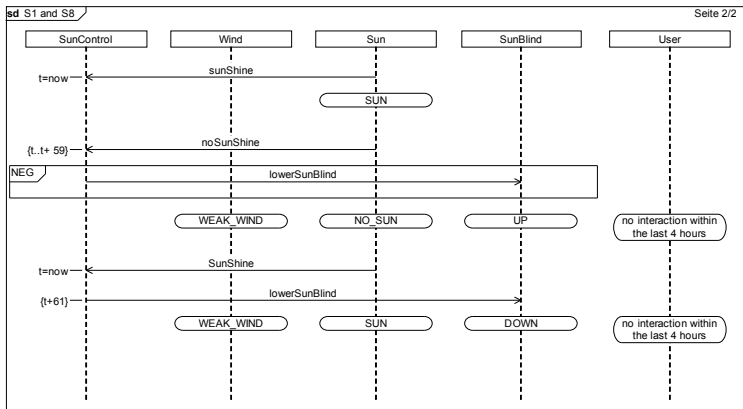 sd S1 and S8
Seite 2/2
SunControl
Wind
Sun
SunBlind
User
sunShine
t=now
SUN
noSunShine
{t..t+ 59}
NEG
lowerSunBlind
WEAK_WIND
NO_SUN
UP
no interaction within
the last 4 hours
SunShine
t=now
lowerSunBlind
{t+61}
WEAK_WIND
SUN
DOWN
no interaction within
the last 4 hours